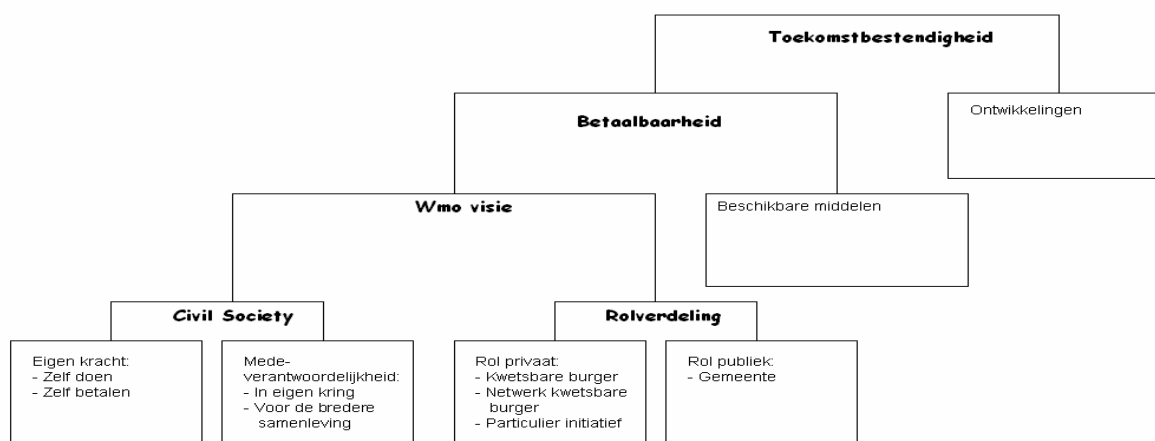 Toekomstbestendigheid
Ontwikkelingen
Betaalbaarheid
Beschikbare middelen
Wmo visie
Civil Society
Rolverdeling
Eigen kracht:
- Zelf doen
- Zelf betalen
Mede-
verantwoordelijkheid:
- In eigen kring
- Voor de bredere
samenleving
Rol privaat:
- Kwetsbare burger
- Netwerk kwetsbare
burger
- Particulier initiatief
Rol publiek:
- Gemeente